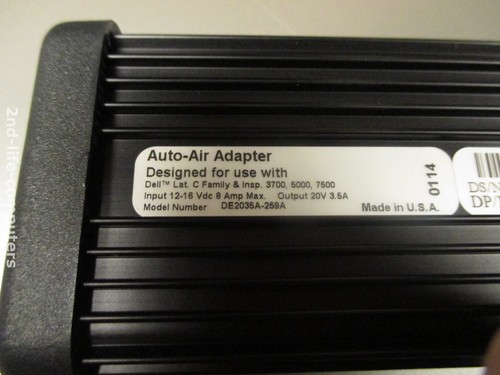 Auto-Air Adapter
Designed for use with
Dell™ Lat. C Family & Insp. 3700, 5000, 7500
Input 12-16 Vdc 8 Amp Max. Output 20V 3.5A
Model Number DE2035A-259A
Made in U.S.A.
0114
DS/
DP/
2nd-life-computers